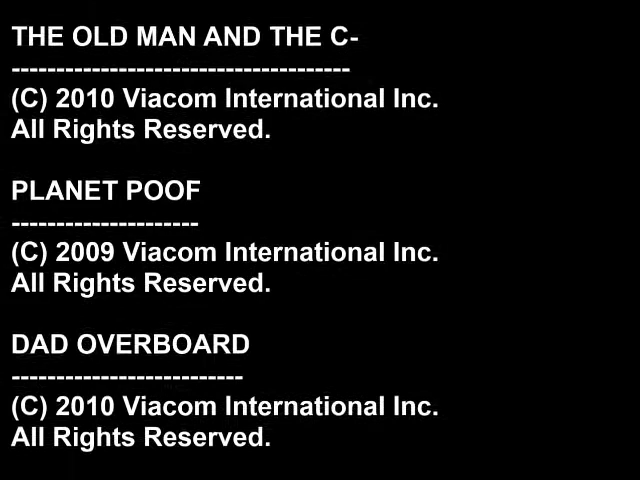 THE OLD MAN AND THE C-
--------------------------------------
(C) 2010 Viacom International Inc.
All Rights Reserved.
PLANET POOF
---------------------
(C) 2009 Viacom International Inc.
All Rights Reserved.
DAD OVERBOARD
--------------------------
(C) 2010 Viacom International Inc.
All Rights Reserved.